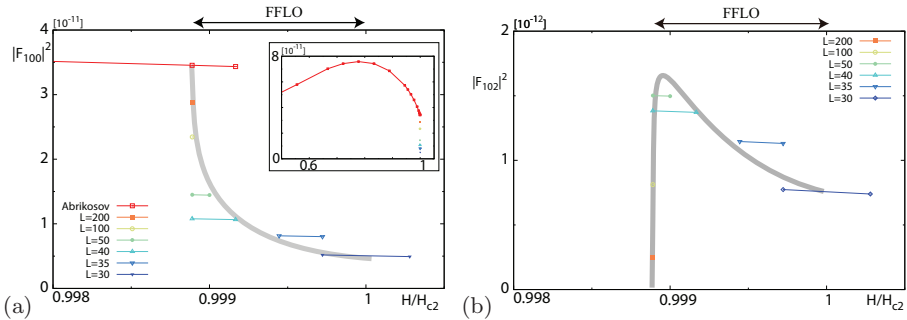 FFLO
[10⁻¹¹]
4
|F₁₀₀|²
3
2
1
0
Abrikosov
L=200
L=100
L=50
L=40
L=35
L=30
[10⁻¹¹]
8
0
0.6
1
0.998
0.999
1
H/H_c2
(a)
FFLO
[10⁻¹²]
2
|F₁₀₂|²
1
0
L=200
L=100
L=50
L=40
L=35
L=30
0.998
0.999
1
H/H_c2
(b)